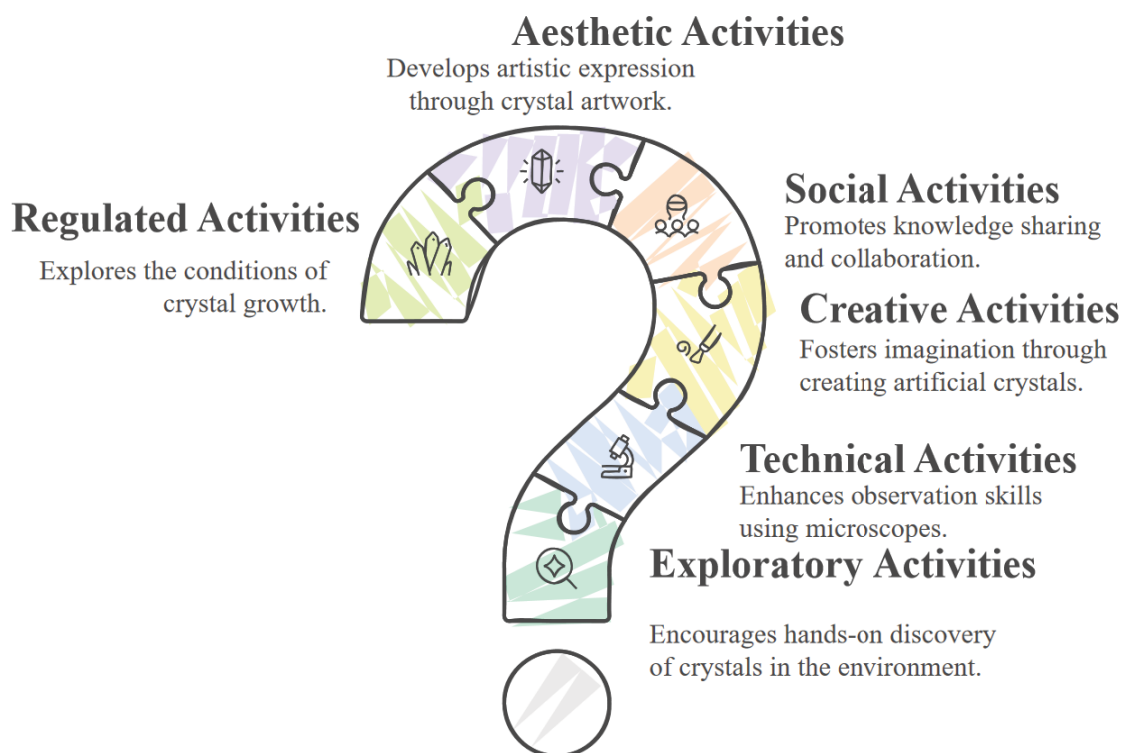 Aesthetic Activities
Develops artistic expression
through crystal artwork.
Regulated Activities
Explores the conditions of
crystal growth.
Social Activities
Promotes knowledge sharing
and collaboration.
Creative Activities
Fosters imagination through
creating artificial crystals.
Technical Activities
Enhances observation skills
using microscopes.
Exploratory Activities
Encourages hands-on discovery
of crystals in the environment.